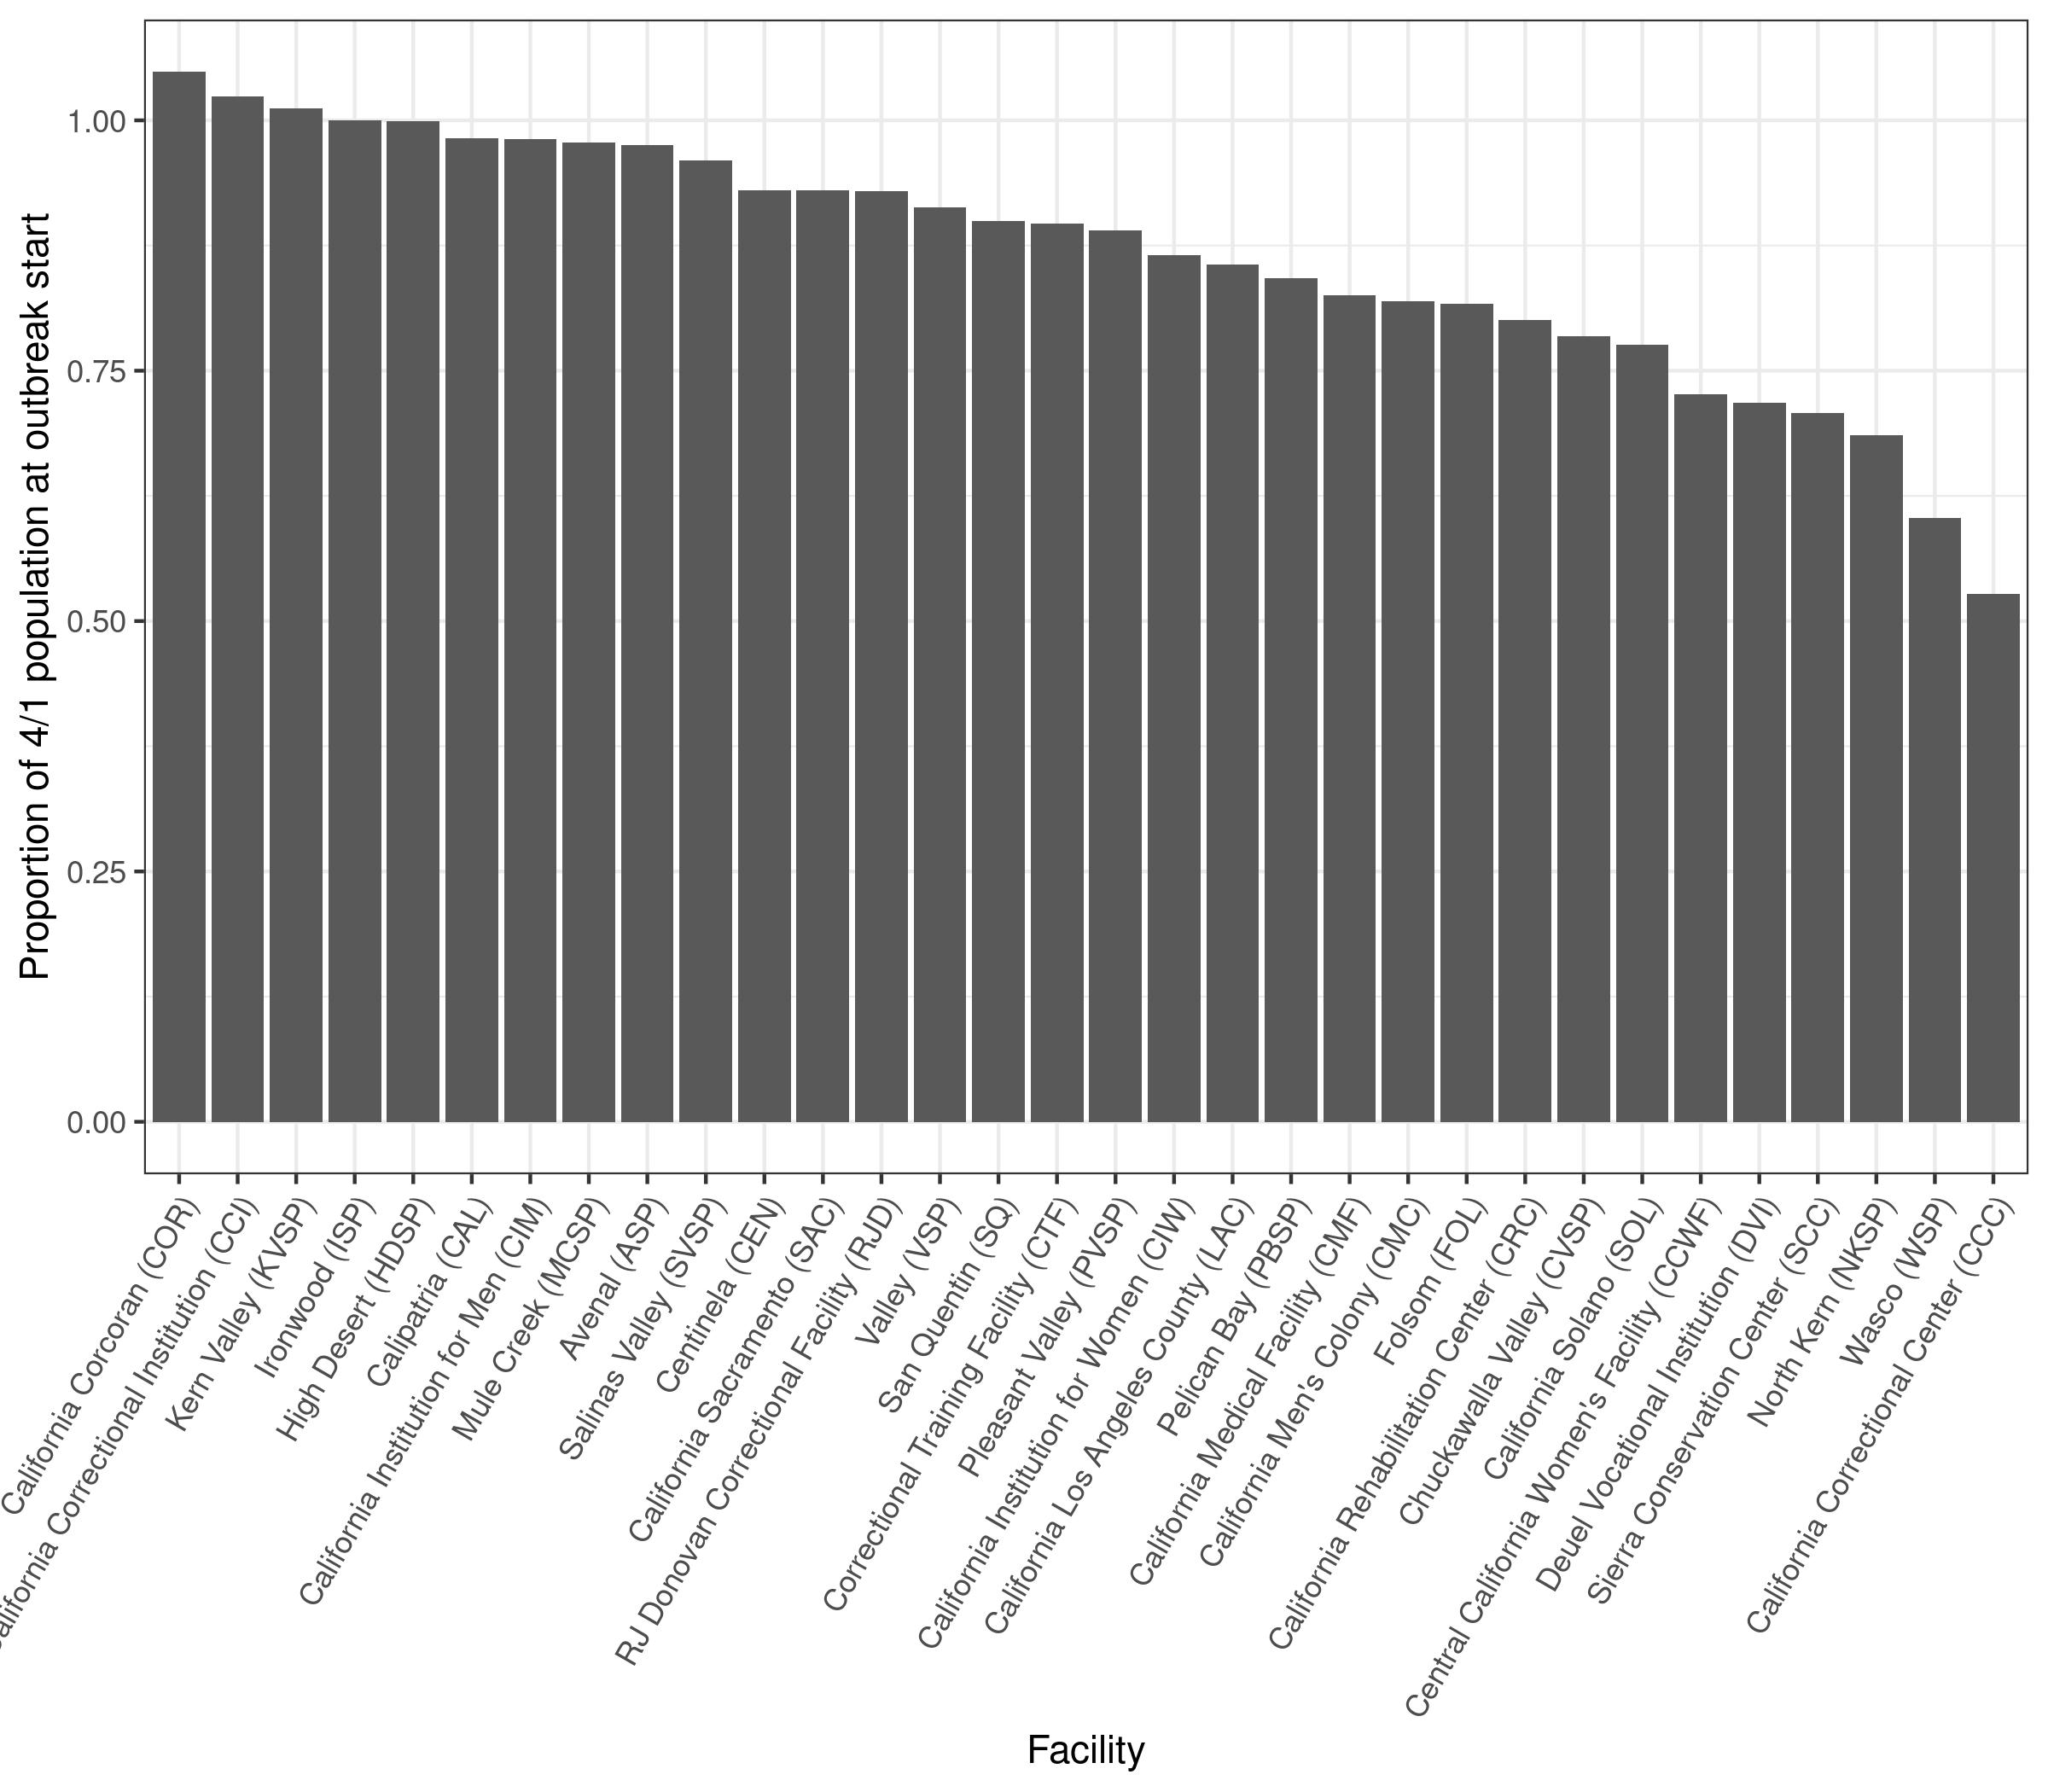 Proportion of 4/1 population at outbreak start
1.00
0.75
0.50
0.25
0.00
California Corcoran (COR)
alifornia Correctional Institution (CCI)
Kern Valley (KVSP)
Ironwood (ISP)
High Desert (HDSP)
Calipatria (CAL)
California Institution for Men (CIM)
Mule Creek (MCSP)
Avenal (ASP)
Salinas Valley (SVSP)
Centinela (CEN)
California Sacramento (SAC)
RJ Donovan Correctional Facility (RJD)
Valley (VSP)
San Quentin (SQ)
Correctional Training Facility (CTF)
Pleasant Valley (PVSP)
California Institution for Women (CIW)
California Los Angeles County (LAC)
Pelican Bay (PBSP)
California Medical Facility (CMF)
California Men's Colony (CMC)
Folsom (FOL)
California Rehabilitation Center (CRC)
Chuckawalla Valley (CVSP)
California Solano (SOL)
Central California Women's Facility (CCWF)
Deuel Vocational Institution (DVI)
Sierra Conservation Center (SCC)
North Kern (NKSP)
Wasco (WSP)
California Correctional Center (CCC)
Facility